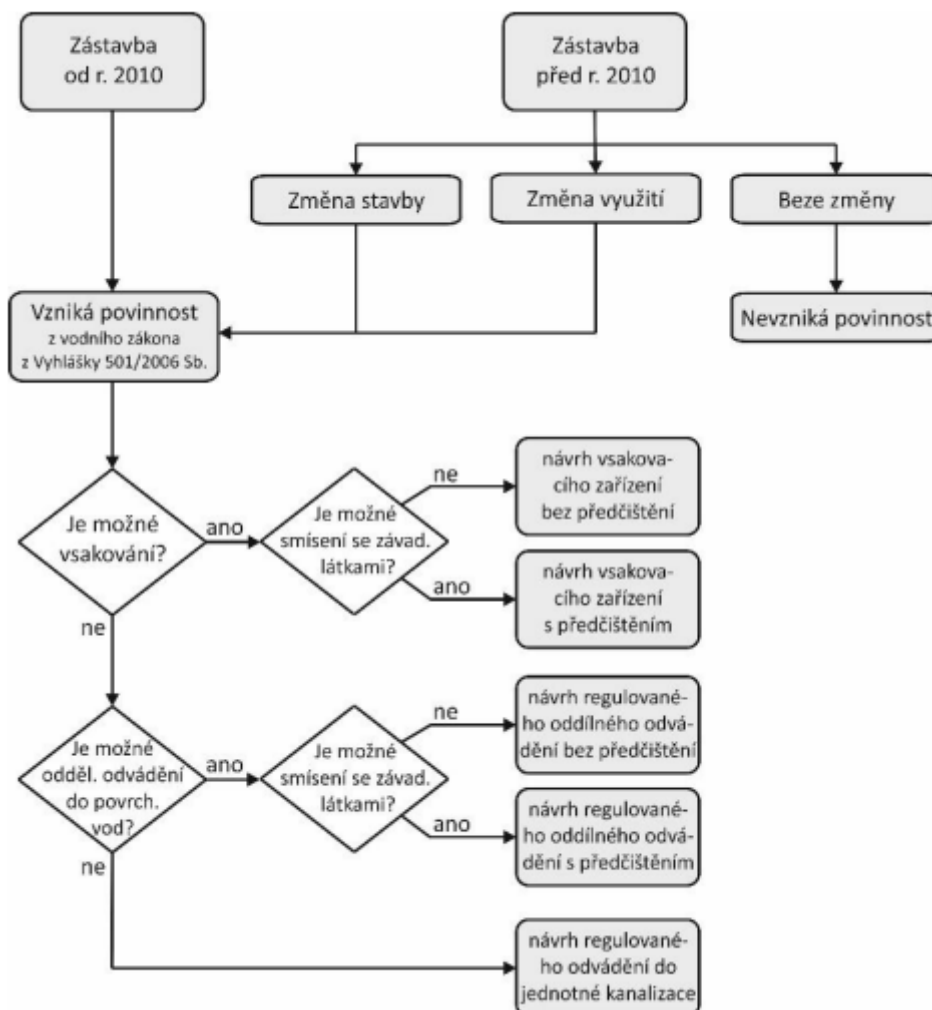 Zástavba
od r. 2010
Zástavba
před r. 2010
Změna stavby
Změna využití
Beze změny
Vzniká povinnost
z vodního zákona
z Vyhlášky 501/2006 Sb.
Nevzniká povinnost
Je možné
vsakování?
ano
ne
Je možné
smísení se závad.
látkami?
ne
návrh vsakova-
cího zařízení
bez předčištění
ano
návrh vsakova-
cího zařízení
s předčištěním
Je možné
odděl. odvádění
do povrch.
vod?
ano
ne
Je možné
smísení se závad.
látkami?
ne
návrh regulované-
ho oddílného odvá-
dění bez předčištění
ano
návrh regulované-
ho oddílného odvá-
dění s předčištěním
návrh regulované-
ho odvádění do
jednotné kanalizace